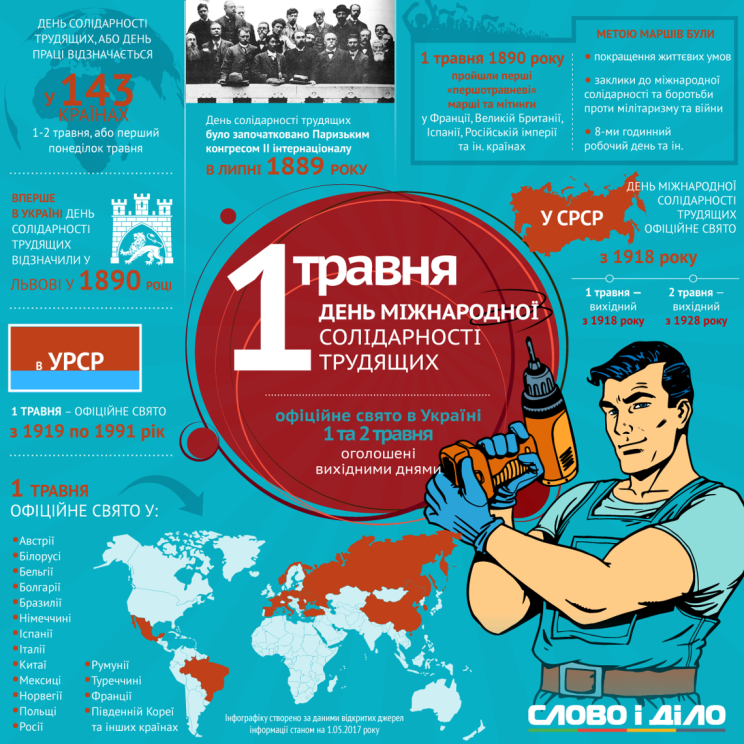 ДЕНЬ СОЛІДАРНОСТІ
ТРУДЯЩИХ, АБО ДЕНЬ
ПРАЦІ ВІДЗНАЧАЄТЬСЯ
У 143
КРАЇНАХ
1-2 травня, або перший
понеділок травня
День солідарності трудящих
було започатковано Паризьким
конгресом ІІ інтернаціоналу
В ЛИПНІ 1889 РОКУ
1 травня 1890 року
пройшли перші
«першотравневі»
марші та мітинги
у Франції, Великій Британії,
Іспанії, Російській імперії
та ін. країнах
МЕТОЮ МАРШІВ БУЛИ
покращення життєвих умов
заклики до міжнародної
солідарності та боротьби
проти мілітаризму та війни
8-ми годинний
робочий день та ін.
ВПЕРШЕ
В УКРАЇНІ ДЕНЬ
СОЛІДАРНОСТІ
ТРУДЯЩИХ
ВІДЗНАЧИЛИ У
ЛЬВОВІ У 1890 РОЦІ
У СРСР
ДЕНЬ МІЖНАРОДНОЇ
СОЛІДАРНОСТІ
ТРУДЯЩИХ
ОФІЦІЙНЕ СВЯТО
з 1918 року
1 травня —
вихідний
з 1918 року
2 травня —
вихідний
з 1928 року
1 травня
ДЕНЬ МІЖНАРОДНОЇ
СОЛІДАРНОСТІ
ТРУДЯЩИХ
офіційне свято в Україні
1 та 2 травня
оголошені
вихідними днями
в УРСР
1 ТРАВНЯ – ОФІЦІЙНЕ СВЯТО
з 1919 по 1991 рік
1 ТРАВНЯ
ОФІЦІЙНЕ СВЯТО У:
Австрії
Білорусі
Бельгії
Болгарії
Бразилії
Німеччині
Іспанії
Італії
Китаї
Мексиці
Норвегії
Польщі
Росії
Румунії
Туреччині
Франції
Південній Кореї
та інших країнах
Інфографіку створено за даними відкритих джерел
інформації станом на 1.05.2017 року
СЛОВО І ДІЛО